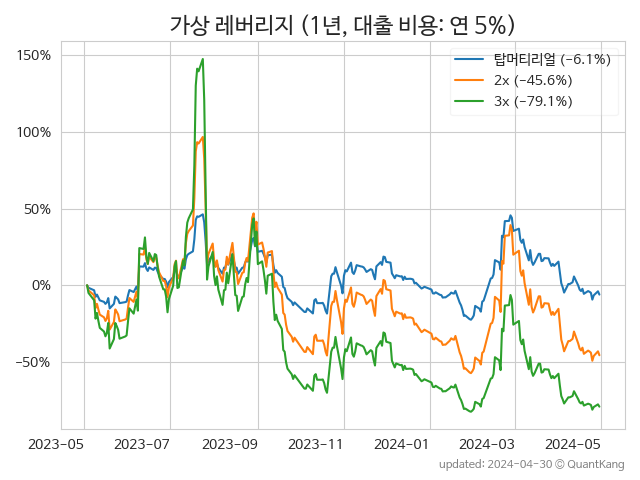 가상 레버리지 (1년, 대출 비용: 연 5%)
150%
100%
50%
0%
−50%
탑머티리얼 (−6.1%)
2x (−45.6%)
3x (−79.1%)
2023-05 2023-07 2023-09 2023-11 2024-01 2024-03 2024-05
updated: 2024-04-30 © QuantKang